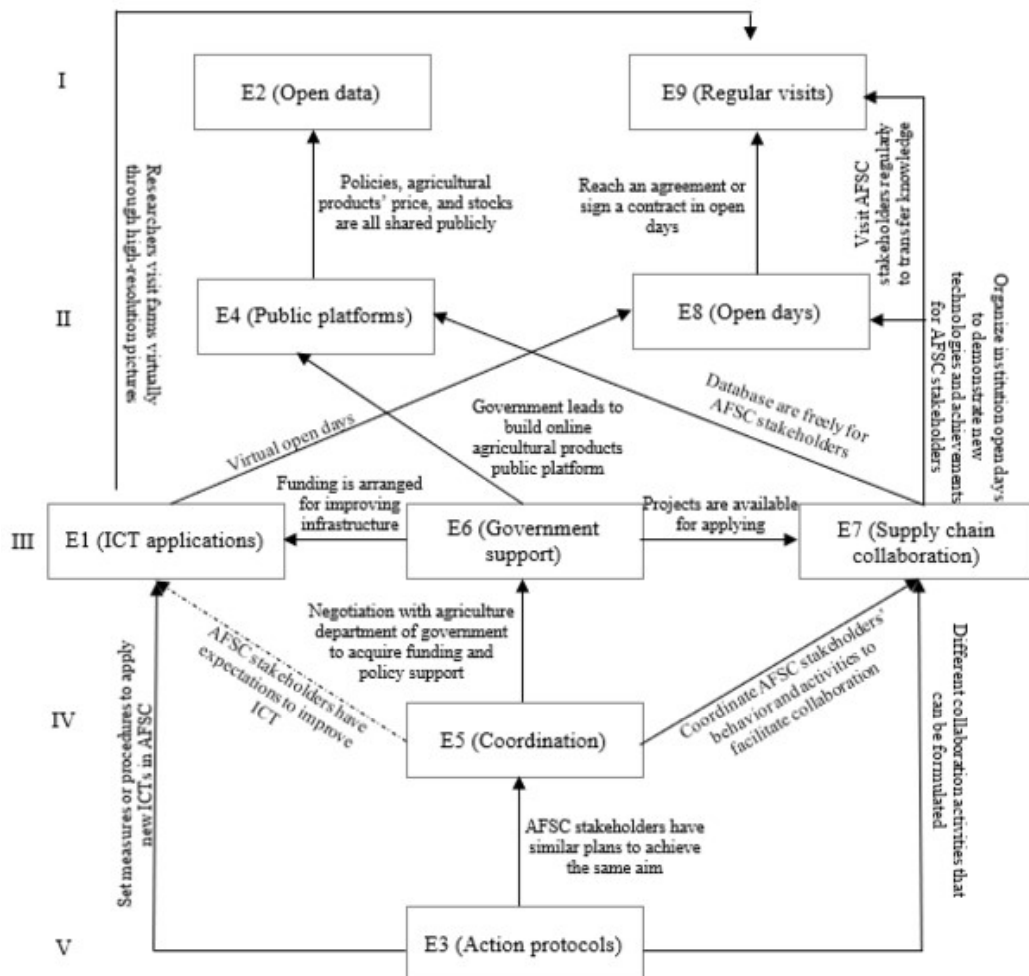 I
E2 (Open data)
E9 (Regular visits)
Researchers visit farms virtually
through high-resolution pictures
Policies, agricultural
products’ price, and stocks
are all shared publicly
Reach an agreement or
sign a contract in open
days
Visit AFSC
stakeholders regularly
to transfer knowledge
II
E4 (Public platforms)
E8 (Open days)
Organize institution open days
to demonstrate new
technologies and achievements
for AFSC stakeholders
Virtual open days
Government leads to
build online
agricultural products
public platform
Database are freely for
AFSC stakeholders
Funding is arranged
for improving
infrastructure
Projects are available
for applying
III
E1 (ICT applications)
E6 (Government
support)
E7 (Supply chain
collaboration)
Set measures or procedures to apply
new ICTs in AFSC
AFSC stakeholders have
expectations to improve
ICT
Negotiation with agriculture
department of government
to acquire funding and
policy support
Coordinate AFSC stakeholders’
behavior and activities to
facilitate collaboration
Different collaboration activities that
can be formulated
IV
E5 (Coordination)
AFSC stakeholders have
similar plans to achieve
the same aim
V
E3 (Action protocols)